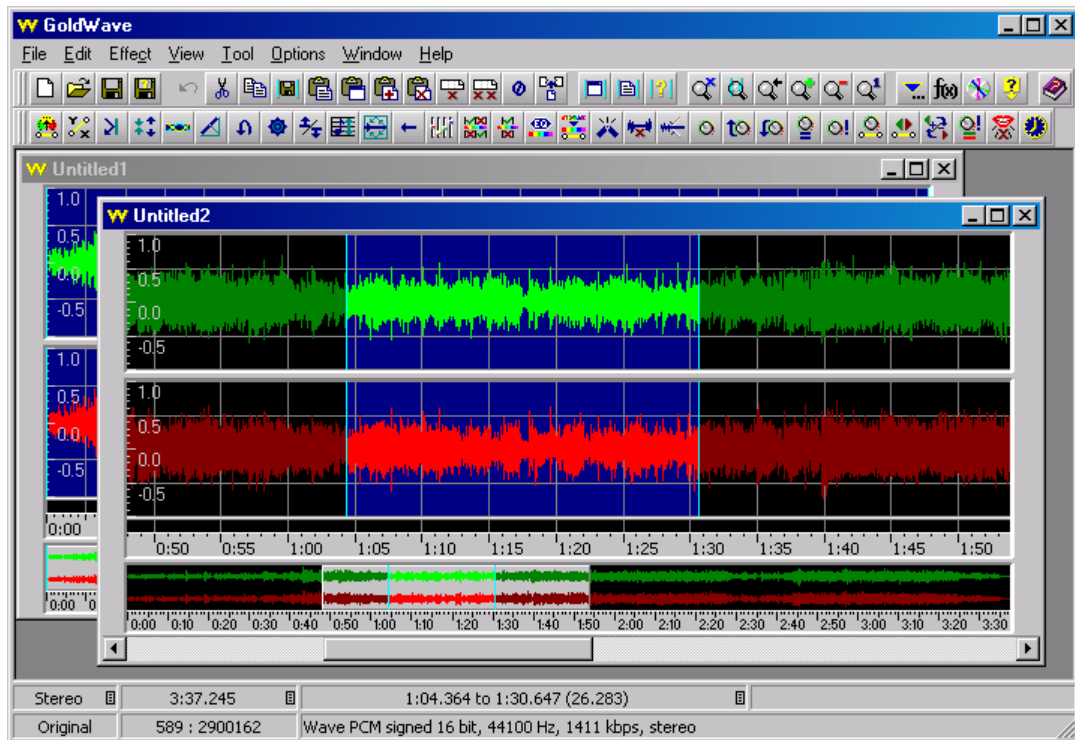 GoldWave
File Edit Effect View Tool Options Window Help
Untitled1
1.0
0.5
0.0
-0.5
1.0
0.5
0.0
-0.5
0:00
0:00
Untitled2
1.0
0.5
0.0
-0.5
1.0
0.5
0.0
-0.5
0:50 0:55 1:00 1:05 1:10 1:15 1:20 1:25 1:30 1:35 1:40 1:45 1:50
0:00 0:10 0:20 0:30 0:40 0:50 1:00 1:10 1:20 1:30 1:40 1:50 2:00 2:10 2:20 2:30 2:40 2:50 3:00 3:10 3:20 3:30
Stereo 3:37.245 1:04.364 to 1:30.647 (26.283)
Original 589 : 2900162 Wave PCM signed 16 bit, 44100 Hz, 1411 kbps, stereo